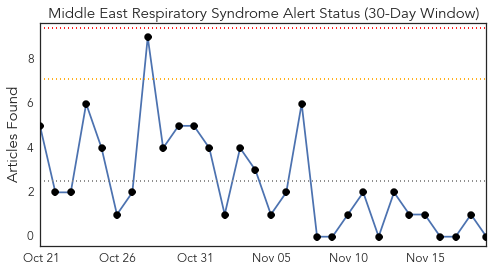 Middle East Respiratory Syndrome Alert Status (30-Day Window)
Articles Found
8
6
4
2
0
Oct 21 Oct 26 Oct 31 Nov 05 Nov 10 Nov 15